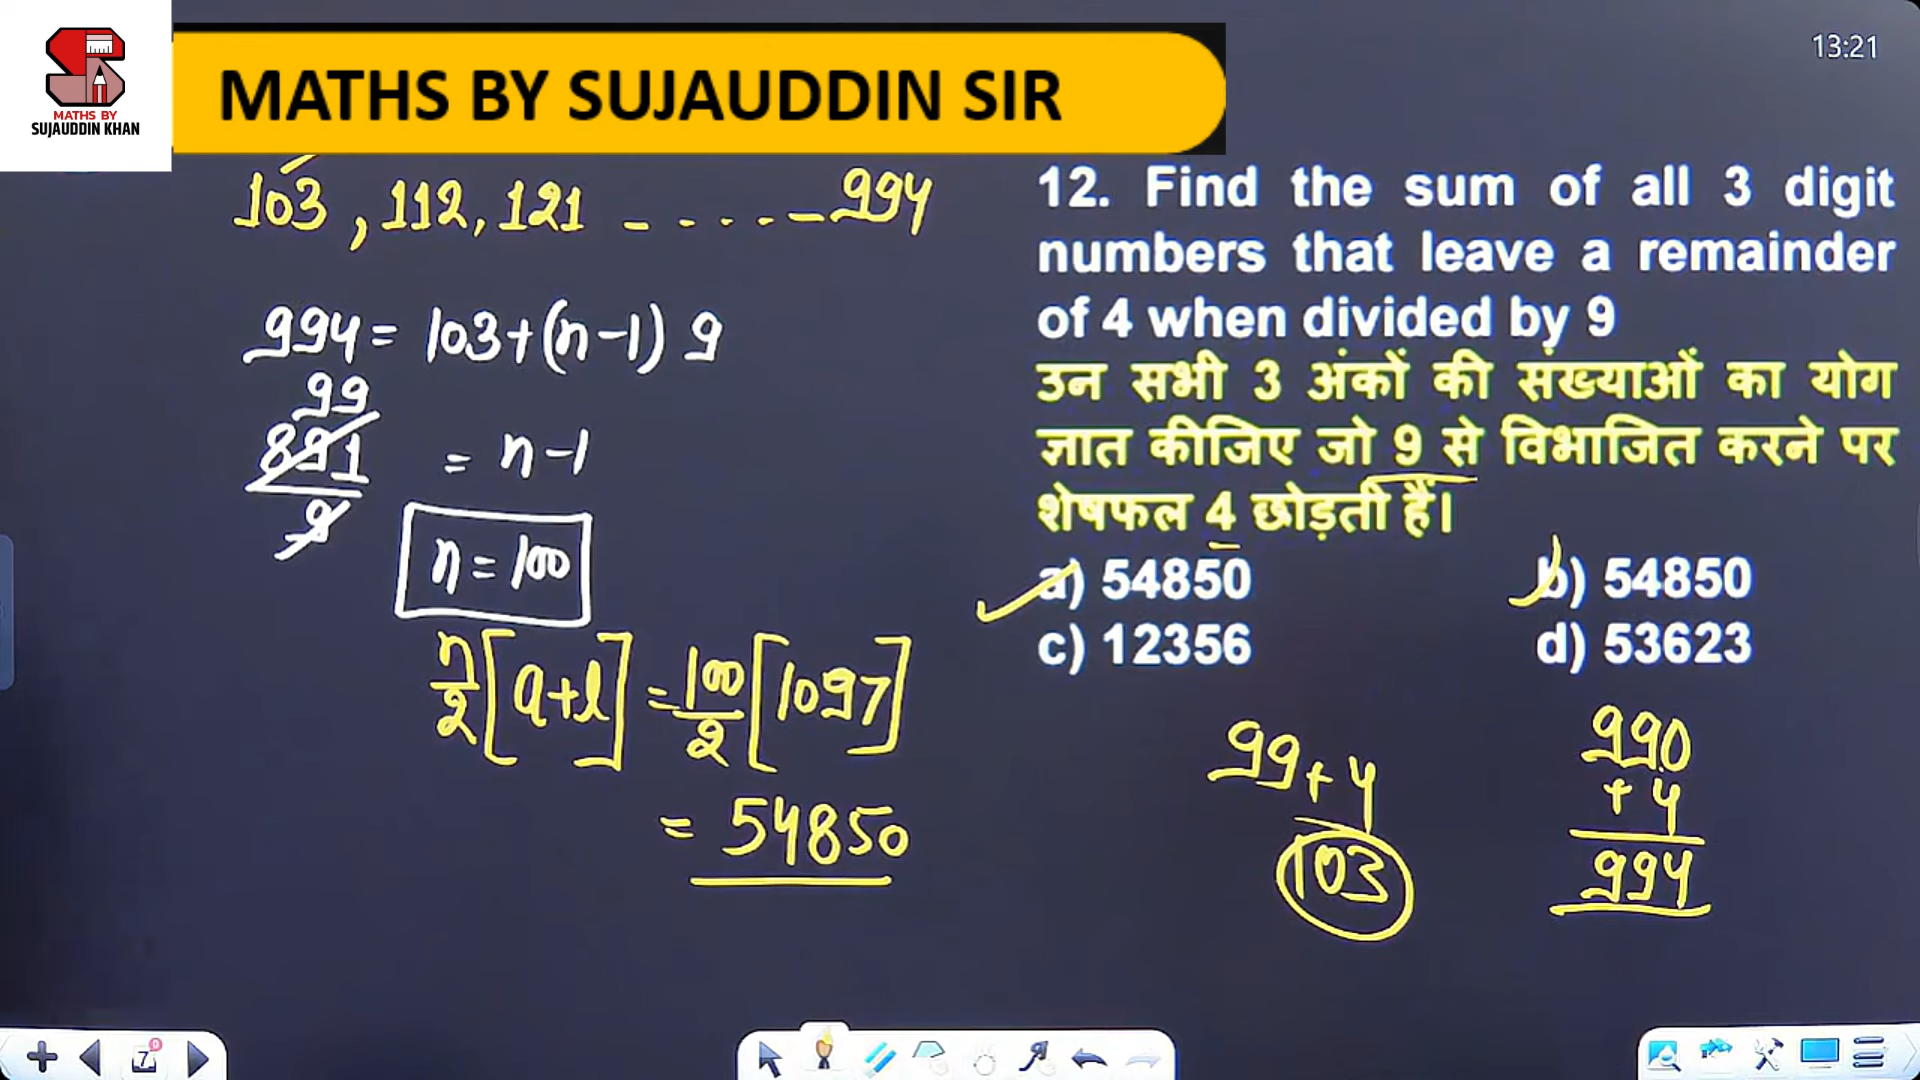 MATHS BY
SUJAUDDIN KHAN
MATHS BY SUJAUDDIN SIR
13:21
103, 112, 121 - - - - - 994
994 = 103 + (n-1) 9
99
891
9
= n-1
n = 100
n/2 [a+l] = 100/2 [1097]
= 54850
12. Find the sum of all 3 digit
numbers that leave a remainder
of 4 when divided by 9
उन सभी 3 अंकों की संख्याओं का योग
ज्ञात कीजिए जो 9 से विभाजित करने पर
शेषफल 4 छोड़ती हैं।
a) 54850 b) 54850
c) 12356 d) 53623
99+4
103
990
+ 4
994
7